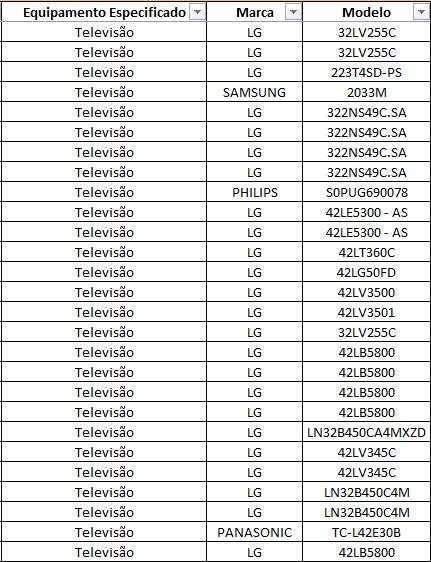 Equipamento Especificado Marca Modelo
Televisão LG 32LV255C
Televisão LG 32LV255C
Televisão LG 223T4SD-PS
Televisão SAMSUNG 2033M
Televisão LG 322NS49C.SA
Televisão LG 322NS49C.SA
Televisão LG 322NS49C.SA
Televisão LG 322NS49C.SA
Televisão PHILIPS S0PUG690078
Televisão LG 42LE5300 - AS
Televisão LG 42LE5300 - AS
Televisão LG 42LT360C
Televisão LG 42LG50FD
Televisão LG 42LV3500
Televisão LG 42LV3501
Televisão LG 32LV255C
Televisão LG 42LB5800
Televisão LG 42LB5800
Televisão LG 42LB5800
Televisão LG 42LB5800
Televisão LG LN32B450CA4MXZD
Televisão LG 42LV345C
Televisão LG 42LV345C
Televisão LG LN32B450C4M
Televisão LG LN32B450C4M
Televisão PANASONIC TC-L42E30B
Televisão LG 42LB5800